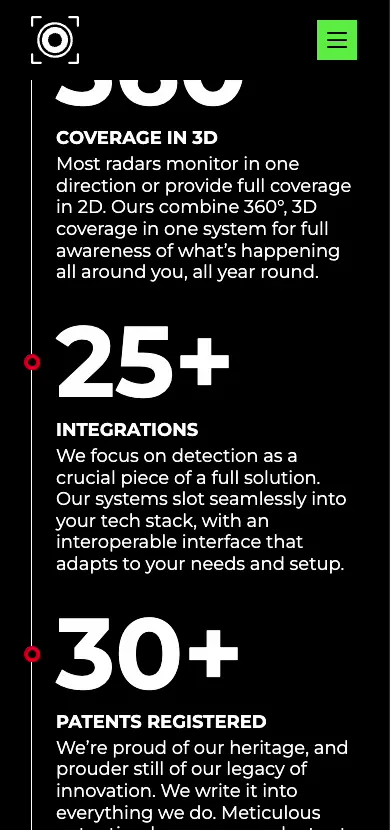 360
COVERAGE IN 3D
Most radars monitor in one
direction or provide full coverage
in 2D. Ours combine 360°, 3D
coverage in one system for full
awareness of what’s happening
all around you, all year round.
25+
INTEGRATIONS
We focus on detection as a
crucial piece of a full solution.
Our systems slot seamlessly into
your tech stack, with an
interoperable interface that
adapts to your needs and setup.
30+
PATENTS REGISTERED
We’re proud of our heritage, and
prouder still of our legacy of
innovation. We write it into
everything we do. Meticulous